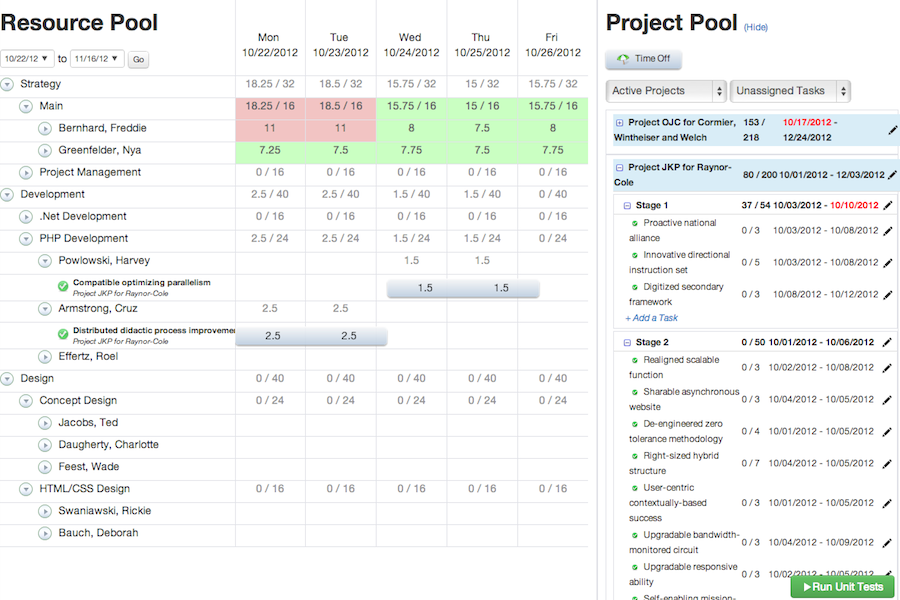 Resource Pool
10/22/12 ▼ to 11/16/12 ▼ Go
Mon Tue Wed Thu Fri
10/22/2012 10/23/2012 10/24/2012 10/25/2012 10/26/2012
Strategy 18.25 / 32 18.5 / 32 15.75 / 32 15 / 32 15.75 / 32
Main 18.25 / 16 18.5 / 16 15.75 / 16 15 / 16 15.75 / 16
Bernhard, Freddie 11 11 8 7.5 8
Greenfelder, Nya 7.25 7.5 7.75 7.5 7.75
Project Management 0 / 16 0 / 16 0 / 16 0 / 16 0 / 16
Development 2.5 / 40 2.5 / 40 1.5 / 40 1.5 / 40 0 / 40
.Net Development 0 / 16 0 / 16 0 / 16 0 / 16 0 / 16
PHP Development 2.5 / 24 2.5 / 24 1.5 / 24 1.5 / 24 0 / 24
Powlowski, Harvey 1.5 1.5
Compatible optimizing parallelism
Project JKP for Raynor-Cole
1.5 1.5
Armstrong, Cruz 2.5 2.5
Distributed didactic process improveme
Project JKP for Raynor-Cole
2.5 2.5
Effertz, Roel
Design 0 / 40 0 / 40 0 / 40 0 / 40 0 / 40
Concept Design 0 / 24 0 / 24 0 / 24 0 / 24 0 / 24
Jacobs, Ted
Daugherty, Charlotte
Feest, Wade
HTML/CSS Design 0 / 16 0 / 16 0 / 16 0 / 16 0 / 16
Swaniawski, Rickie
Bauch, Deborah
Project Pool (Hide)
Time Off
Active Projects Unassigned Tasks
Project OJC for Cormier, 153 / 10/17/2012 -
Wintheiser and Welch 218 12/24/2012
Project JKP for Raynor-
Cole 80 / 200 10/01/2012 - 12/03/2012
Stage 1 37 / 54 10/03/2012 - 10/10/2012
Proactive national
alliance 0 / 3 10/03/2012 - 10/08/2012
Innovative directional
instruction set 0 / 5 10/03/2012 - 10/08/2012
Digitized secondary
framework 0 / 3 10/08/2012 - 10/12/2012
+ Add a Task
Stage 2 0 / 50 10/01/2012 - 10/06/2012
Realigned scalable
function 0 / 3 10/02/2012 - 10/08/2012
Sharable asynchronous
website 0 / 3 10/04/2012 - 10/05/2012
De-engineered zero
tolerance methodology 0 / 4 10/01/2012 - 10/05/2012
Right-sized hybrid
structure 0 / 7 10/04/2012 - 10/05/2012
User-centric
contextually-based 0 / 3 10/01/2012 - 10/05/2012
success
Upgradable bandwidth-
monitored circuit 0 / 3 10/04/2012 - 10/09/2012
Upgradable responsive
ability 0 / 3 10/02/2012 - 10/05/2012
Self-enabling mission-
Run Unit Tests